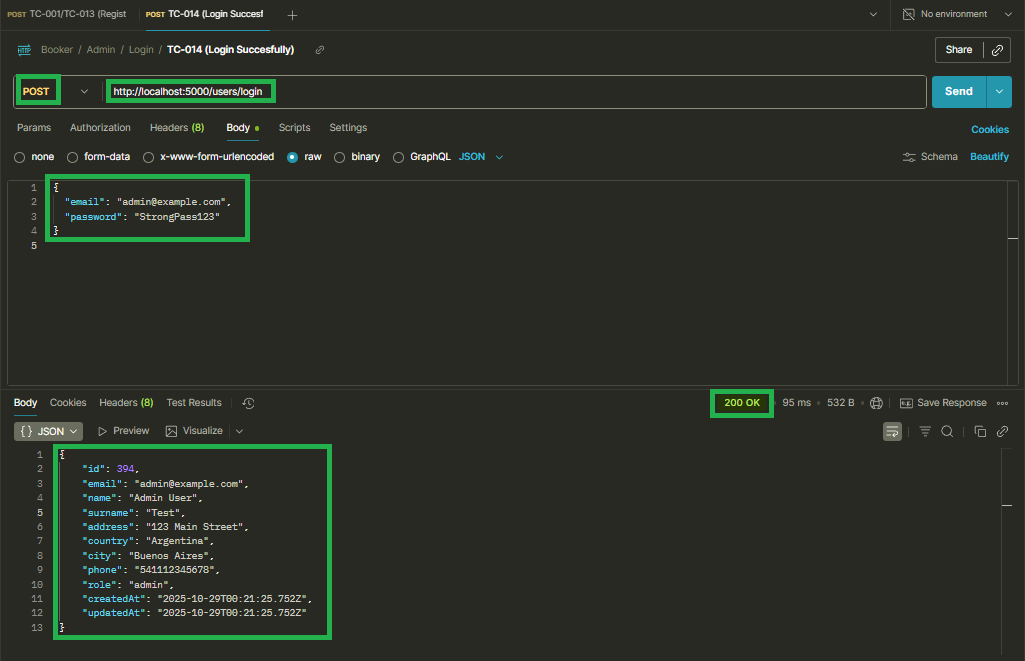 POST TC-001/TC-013 (Regist POST TC-014 (Login Succesf No environment
HTTP Booker / Admin / Login / TC-014 (Login Succesfully) Share
POST http://localhost:5000/users/login Send
Params Authorization Headers (8) Body Scripts Settings Cookies
none form-data x-www-form-urlencoded raw binary GraphQL JSON Schema Beautify
1 {
2 "email": "admin@example.com",
3 "password": "StrongPass123"
4 }
5
Body Cookies Headers (8) Test Results 200 OK 95 ms 532 B Save Response
{} JSON Preview Visualize
1 {
2 "id": 394,
3 "email": "admin@example.com",
4 "name": "Admin User",
5 "surname": "Test",
6 "address": "123 Main Street",
7 "country": "Argentina",
8 "city": "Buenos Aires",
9 "phone": "541112345678",
10 "role": "admin",
11 "createdAt": "2025-10-29T00:21:25.752Z",
12 "updatedAt": "2025-10-29T00:21:25.752Z"
13 }